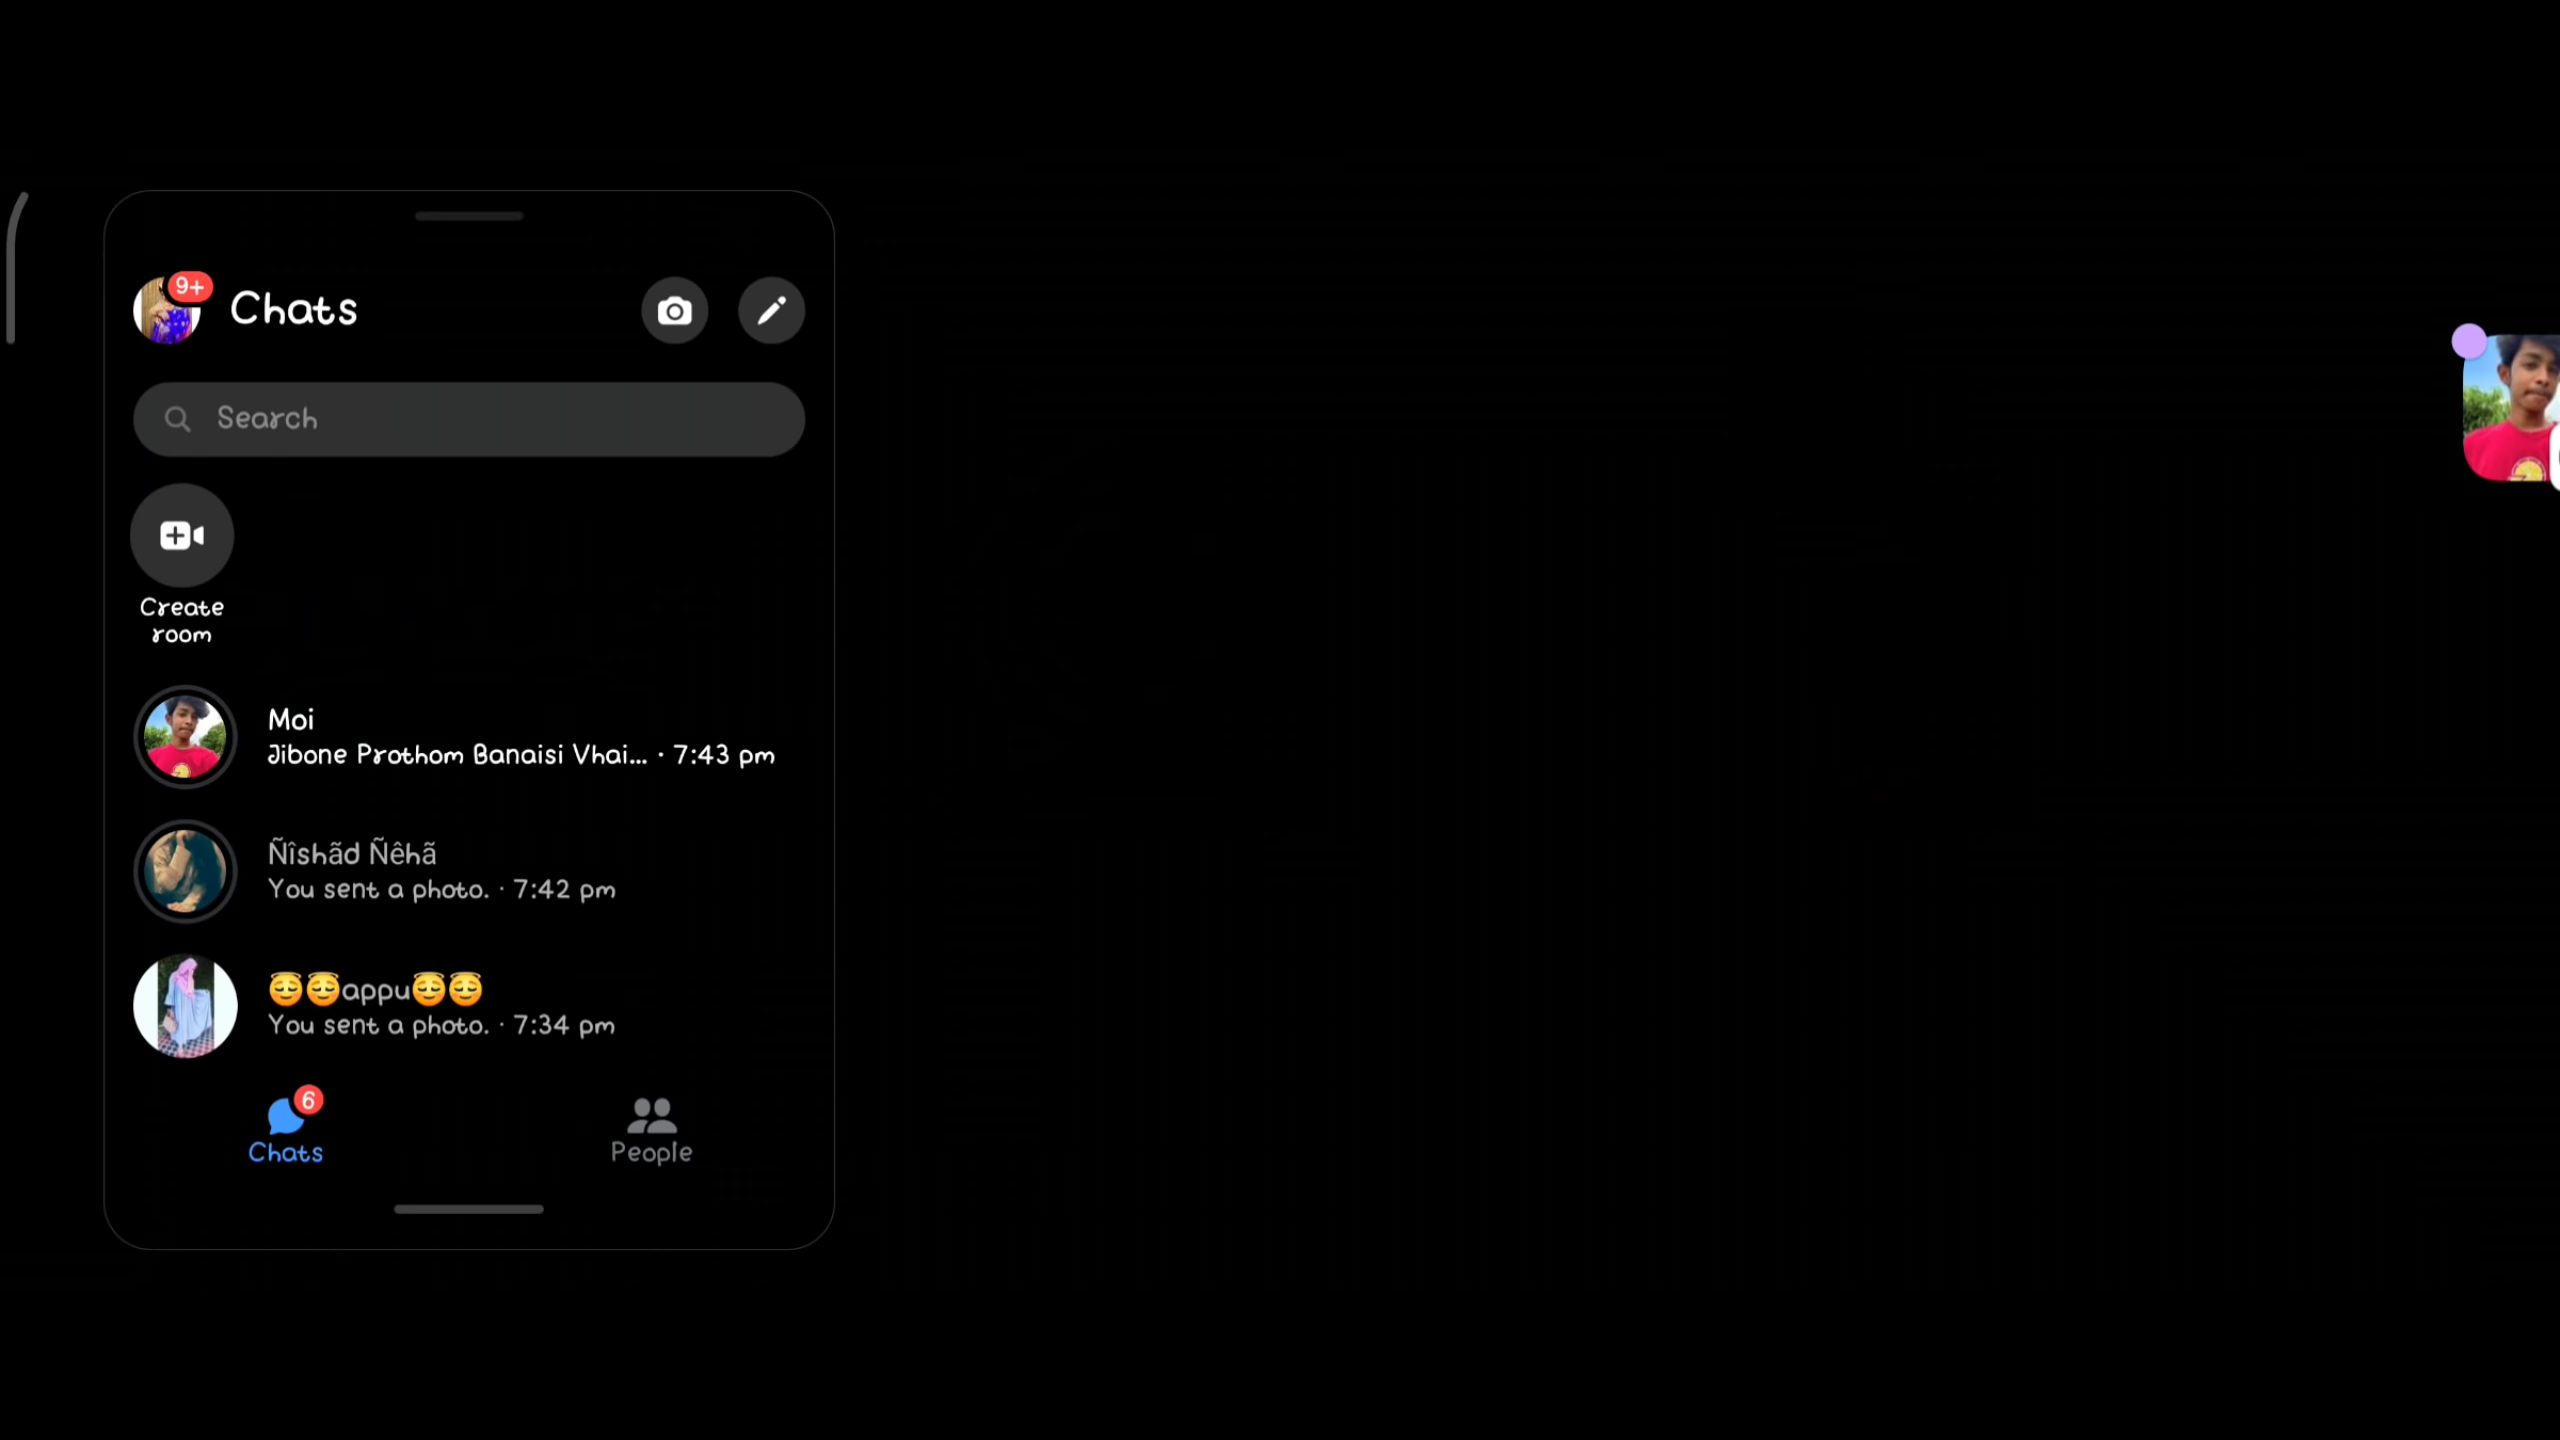 9+
Chats
Search
Create
room
Moi
Jibone Prothom Banaisi Vhai... · 7:43 pm
Ñîshãd Ñêhã
You sent a photo. · 7:42 pm
😇😇appu😇😇
You sent a photo. · 7:34 pm
6
Chats
People